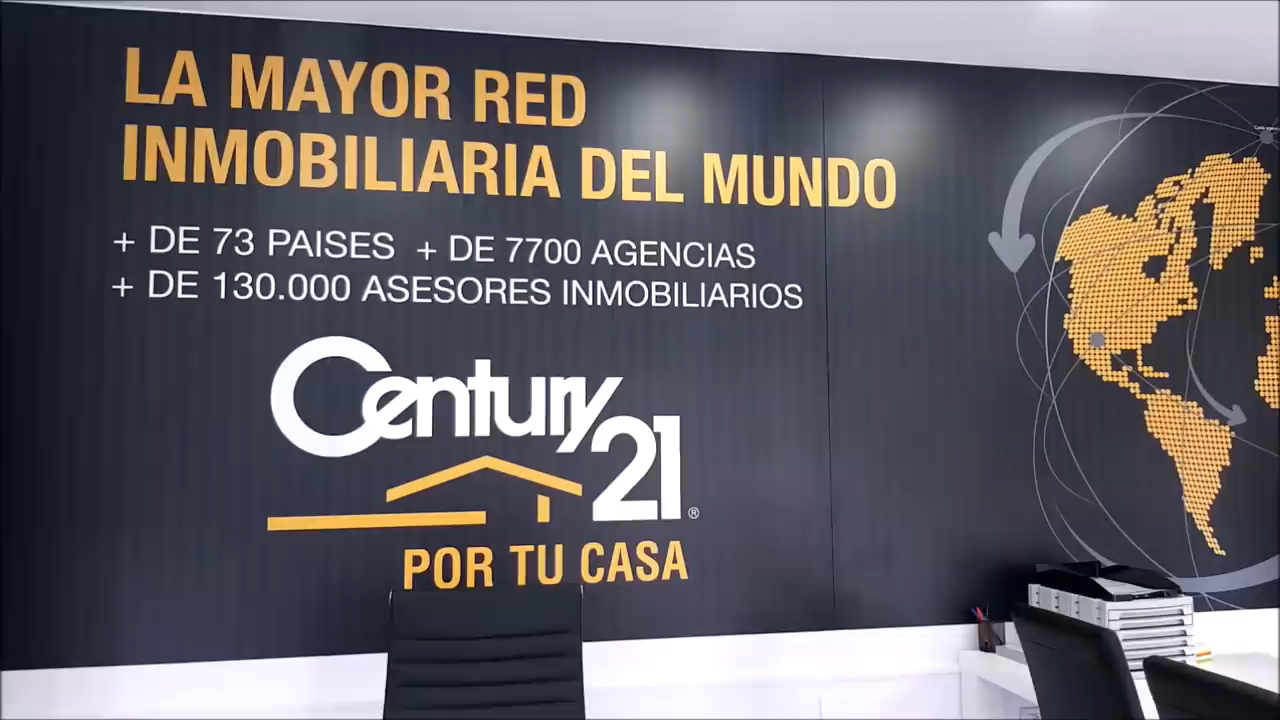 LA MAYOR RED
INMOBILIARIA DEL MUNDO
+ DE 73 PAISES + DE 7700 AGENCIAS
+ DE 130.000 ASESORES INMOBILIARIOS
Century
21®
POR TU CASA